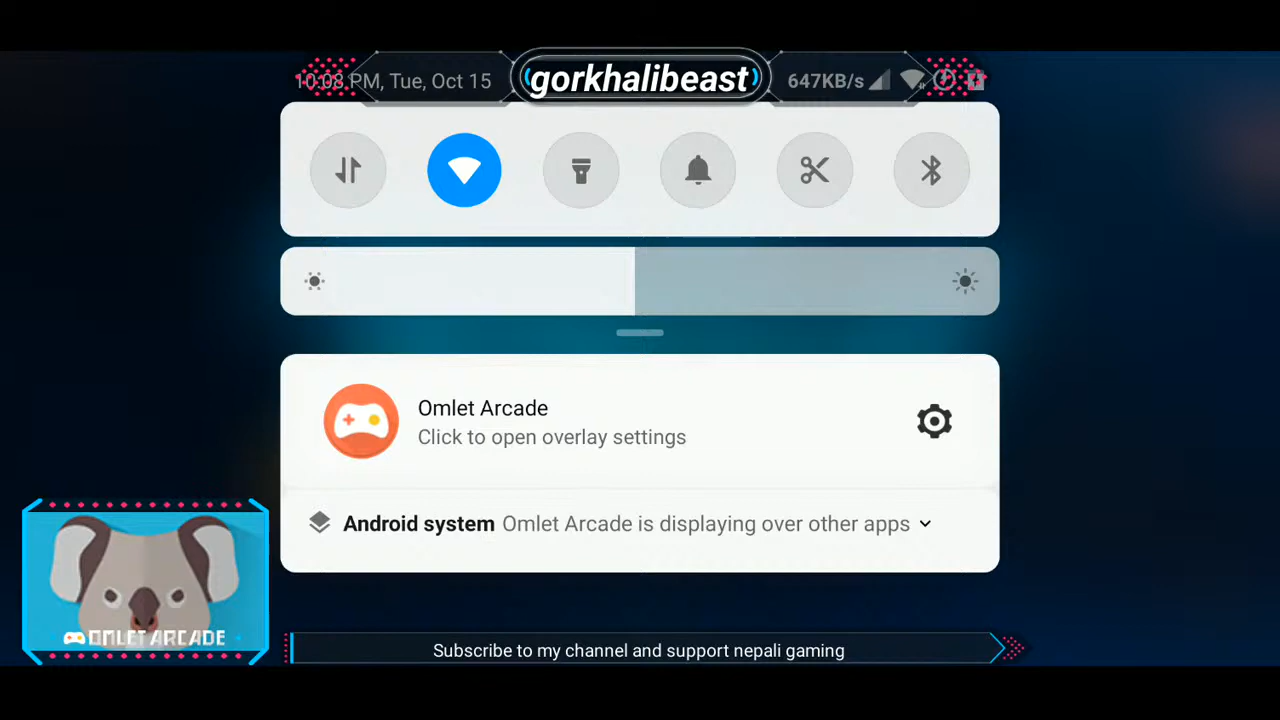 10:08 PM, Tue, Oct 15
gorkhalibeast
647KB/s
Omlet Arcade
Click to open overlay settings
Android system Omlet Arcade is displaying over other apps
OMLET ARCADE
Subscribe to my channel and support nepali gaming